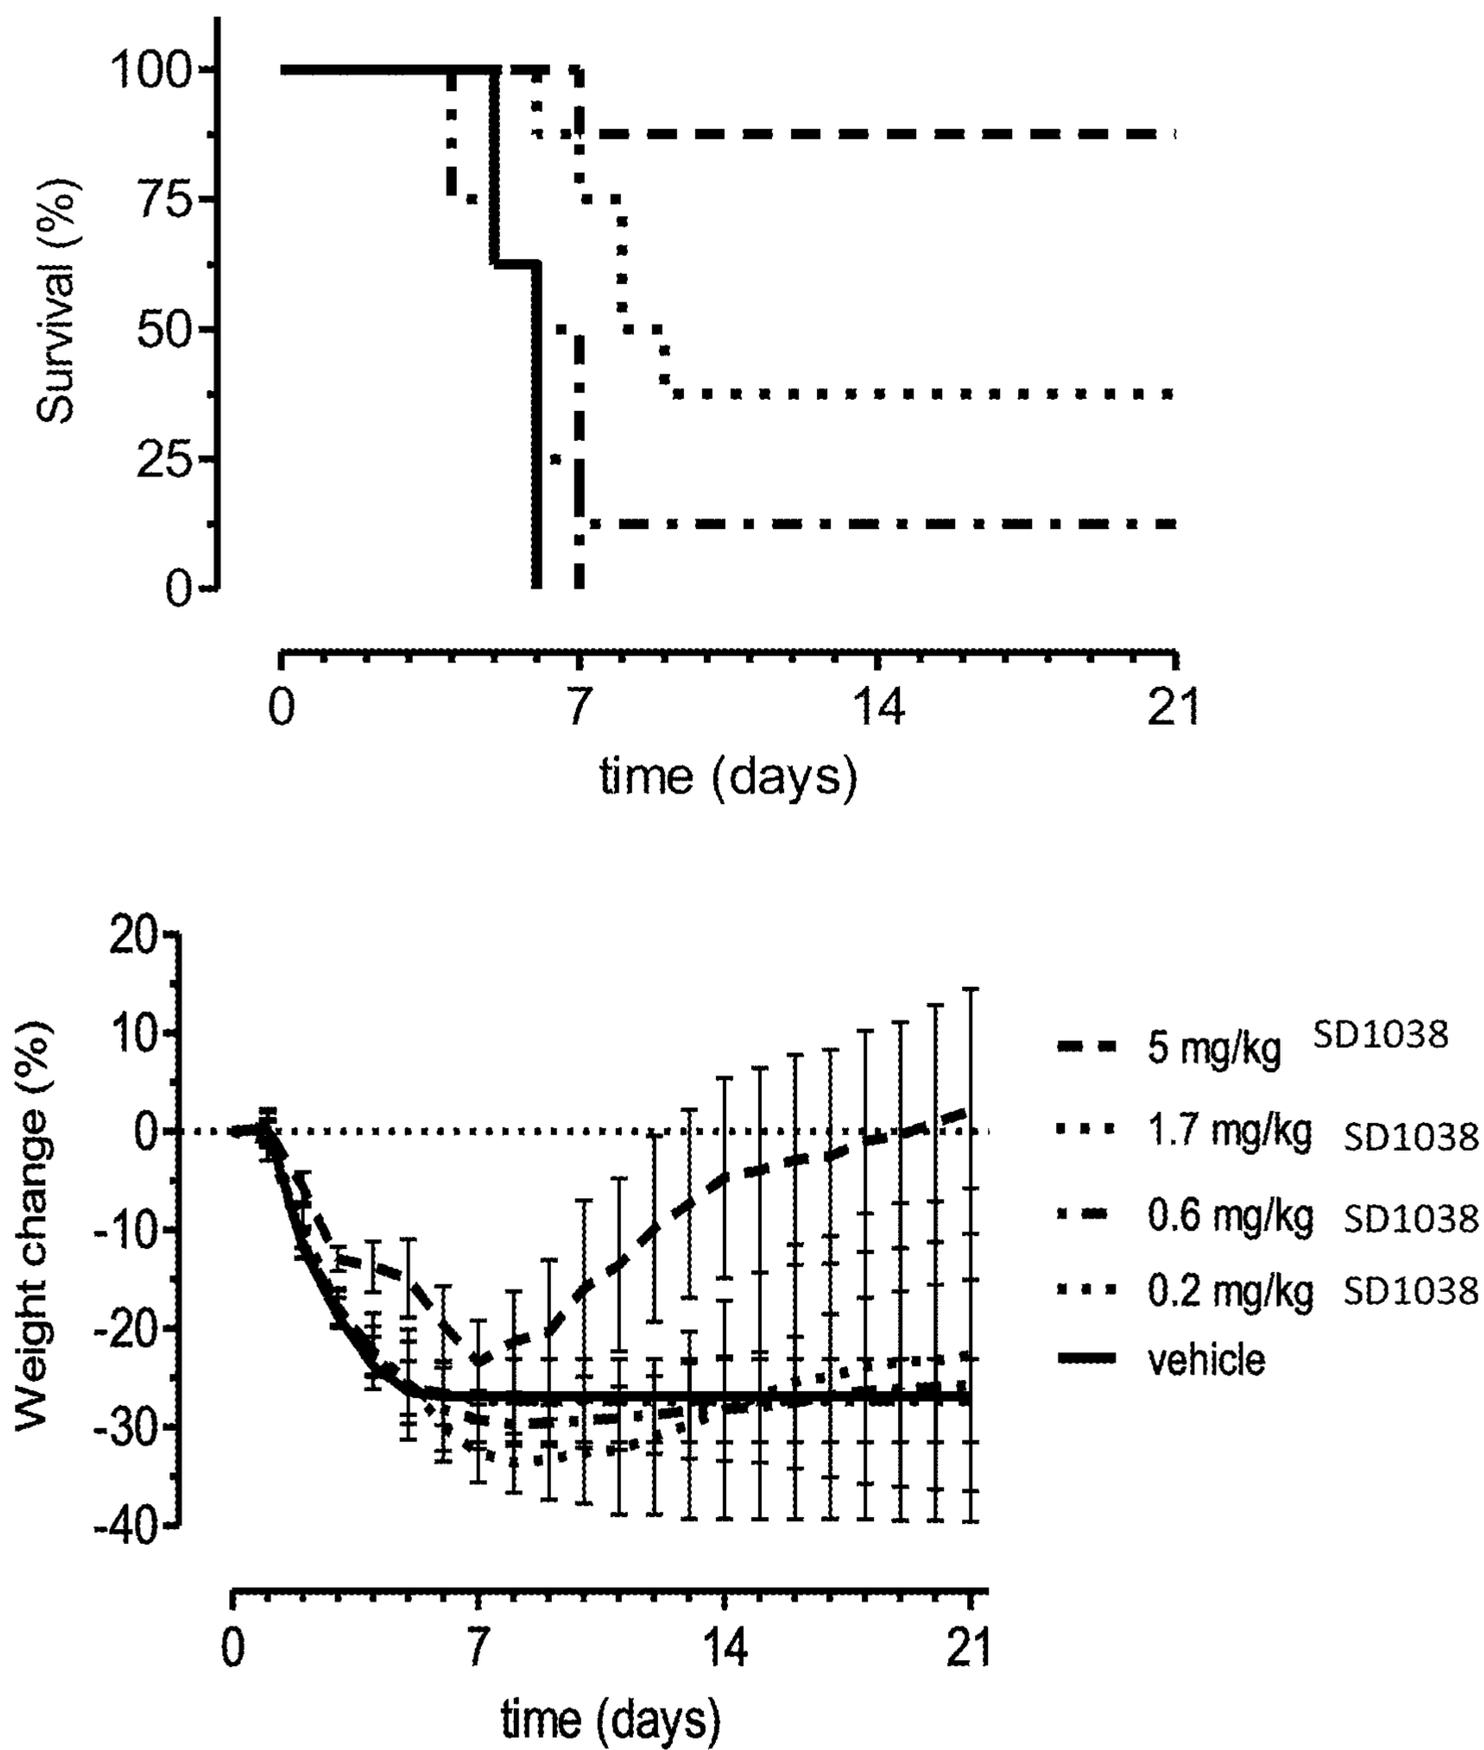 Survival (%)
100
75
50
25
0
0 7 14 21
time (days)
Weight change (%)
20
10
0
-10
-20
-30
-40
0 7 14 21
time (days)
5 mg/kg SD1038
1.7 mg/kg SD1038
0.6 mg/kg SD1038
0.2 mg/kg SD1038
vehicle